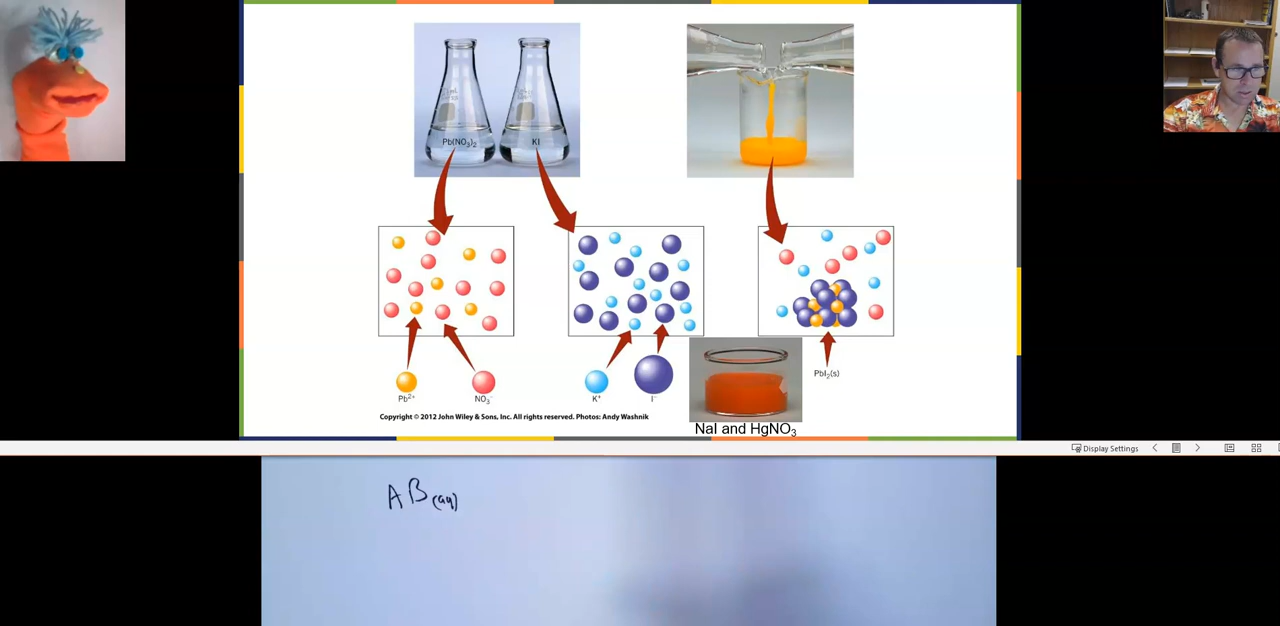 Pb(NO₃)₂
KI
Pb²⁺
NO₃⁻
K⁺
I⁻
PbI₂(s)
Copyright © 2012 John Wiley & Sons, Inc. All rights reserved. Photos: Andy Washnik
NaI and HgNO₃
Display Settings
AB(aq)